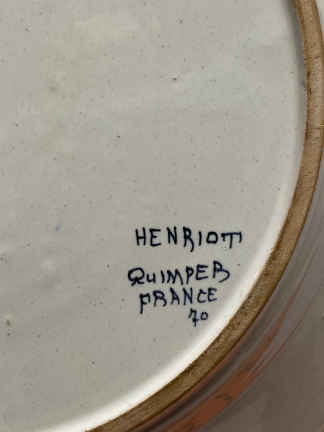 HENRIOT
QUIMPER
FRANCE
70